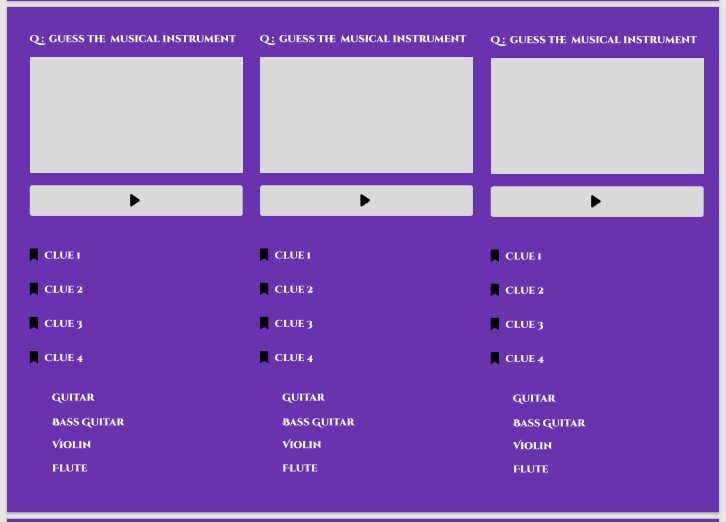 Q: GUESS THE MUSICAL INSTRUMENT
CLUE 1
CLUE 2
CLUE 3
CLUE 4
GUITAR
BASS GUITAR
VIOLIN
FLUTE
Q: GUESS THE MUSICAL INSTRUMENT
CLUE 1
CLUE 2
CLUE 3
CLUE 4
GUITAR
BASS GUITAR
VIOLIN
FLUTE
Q: GUESS THE MUSICAL INSTRUMENT
CLUE 1
CLUE 2
CLUE 3
CLUE 4
GUITAR
BASS GUITAR
VIOLIN
FLUTE